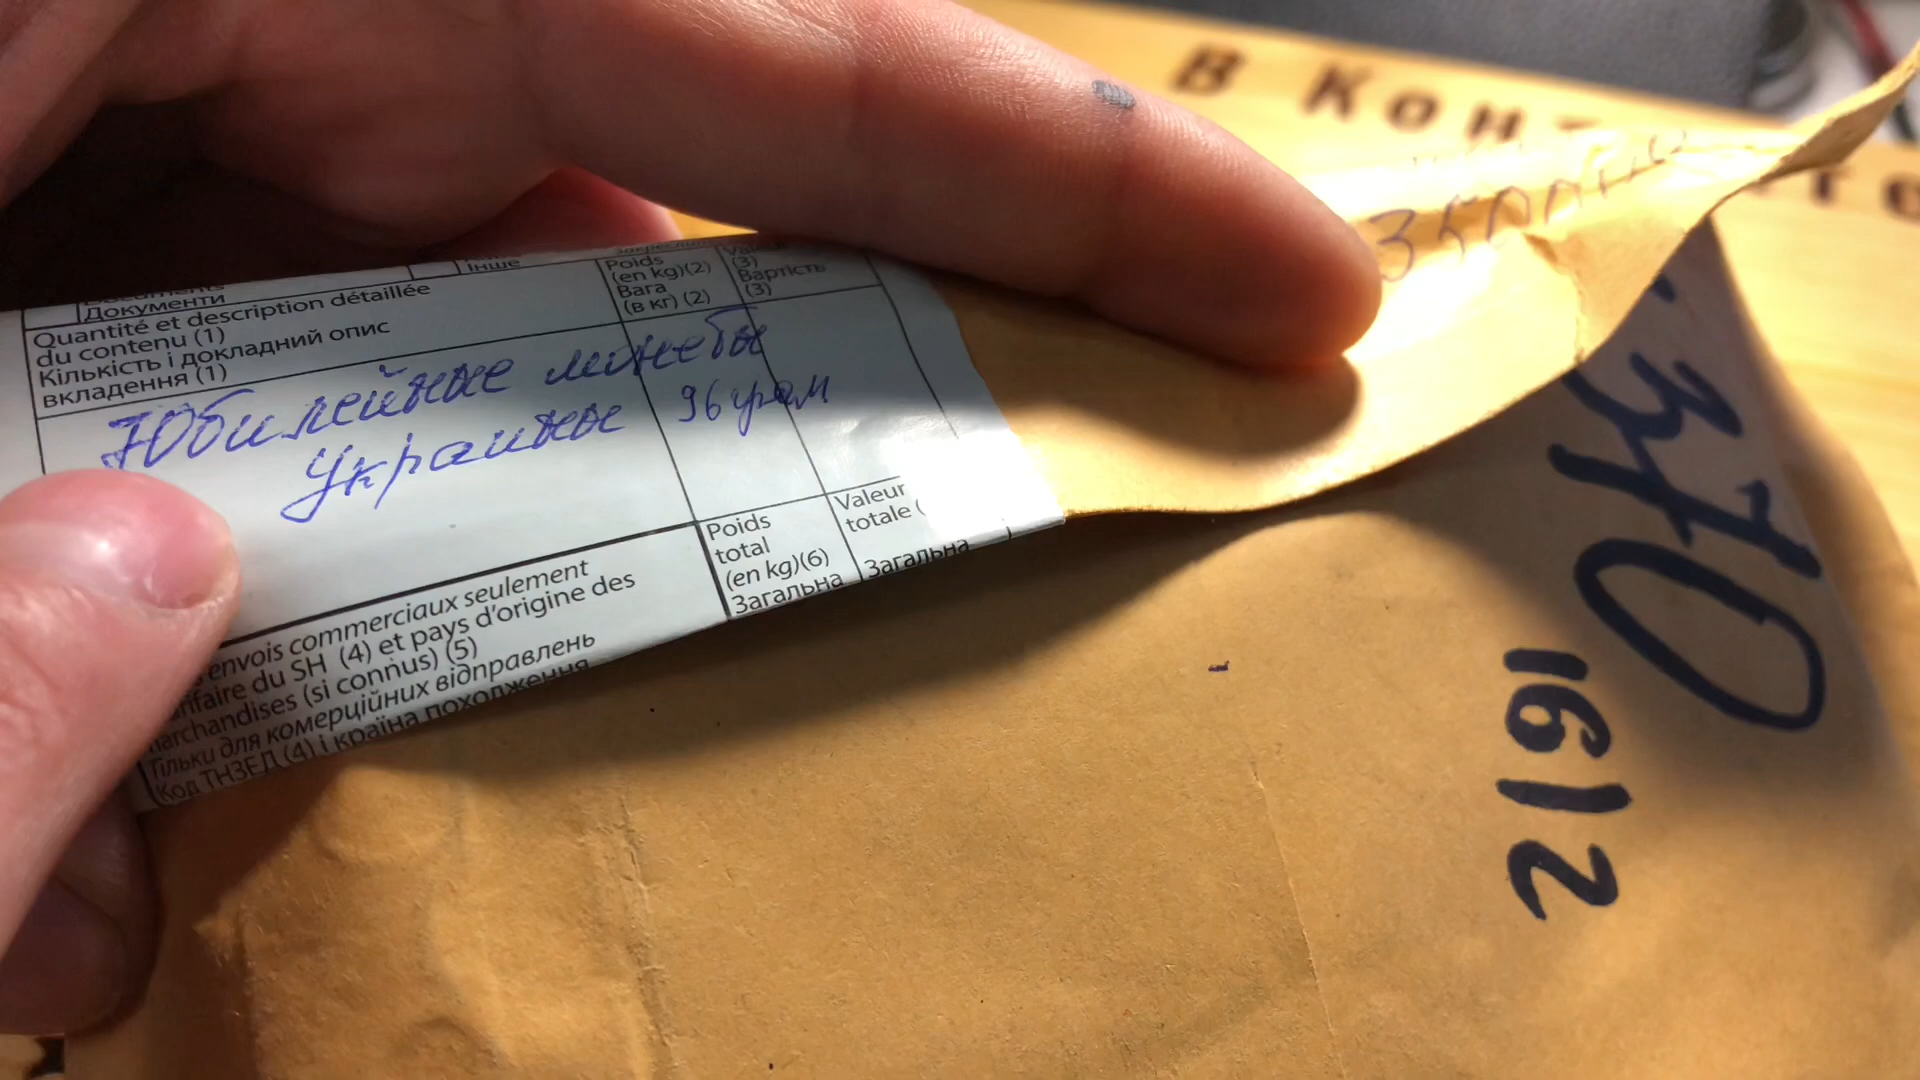 В Кон
Інше
Документи
Poids
(en kg)(2)
Вага
(в кг) (2)
(3)
Вартість
(3)
Quantité et description détaillée
du contenu (1)
Кількість і докладний опис
вкладення (1)
Юбилейные монеты
Украины 96 грам
Poids
total
(en kg)(6)
Загальна
Valeur
totale (
Загальна
envois commerciaux seulement
du SH (4) et pays d'origine des
marchandises (si connus) (5)
Тільки для комерційних відправлень
Код ТНЗЕД (4) і країна походження
370
1612